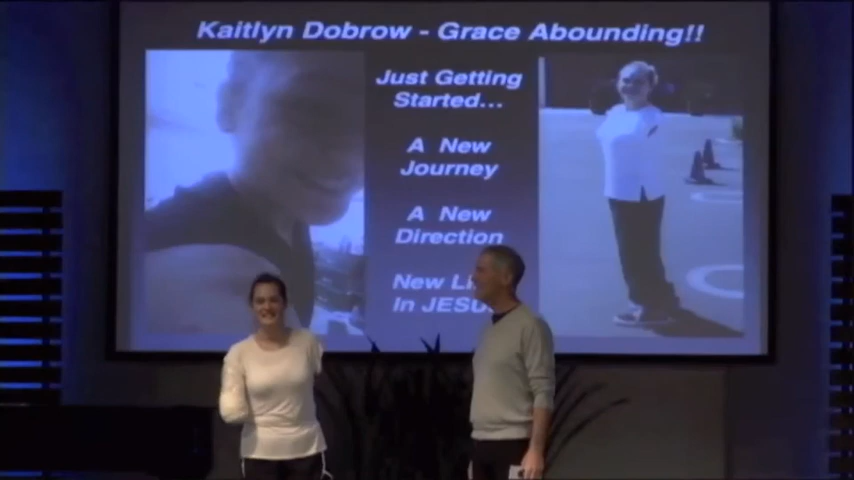 Kaitlyn Dobrow - Grace Abounding!!
Just Getting
Started...
A New
Journey
A New
Direction
New
In